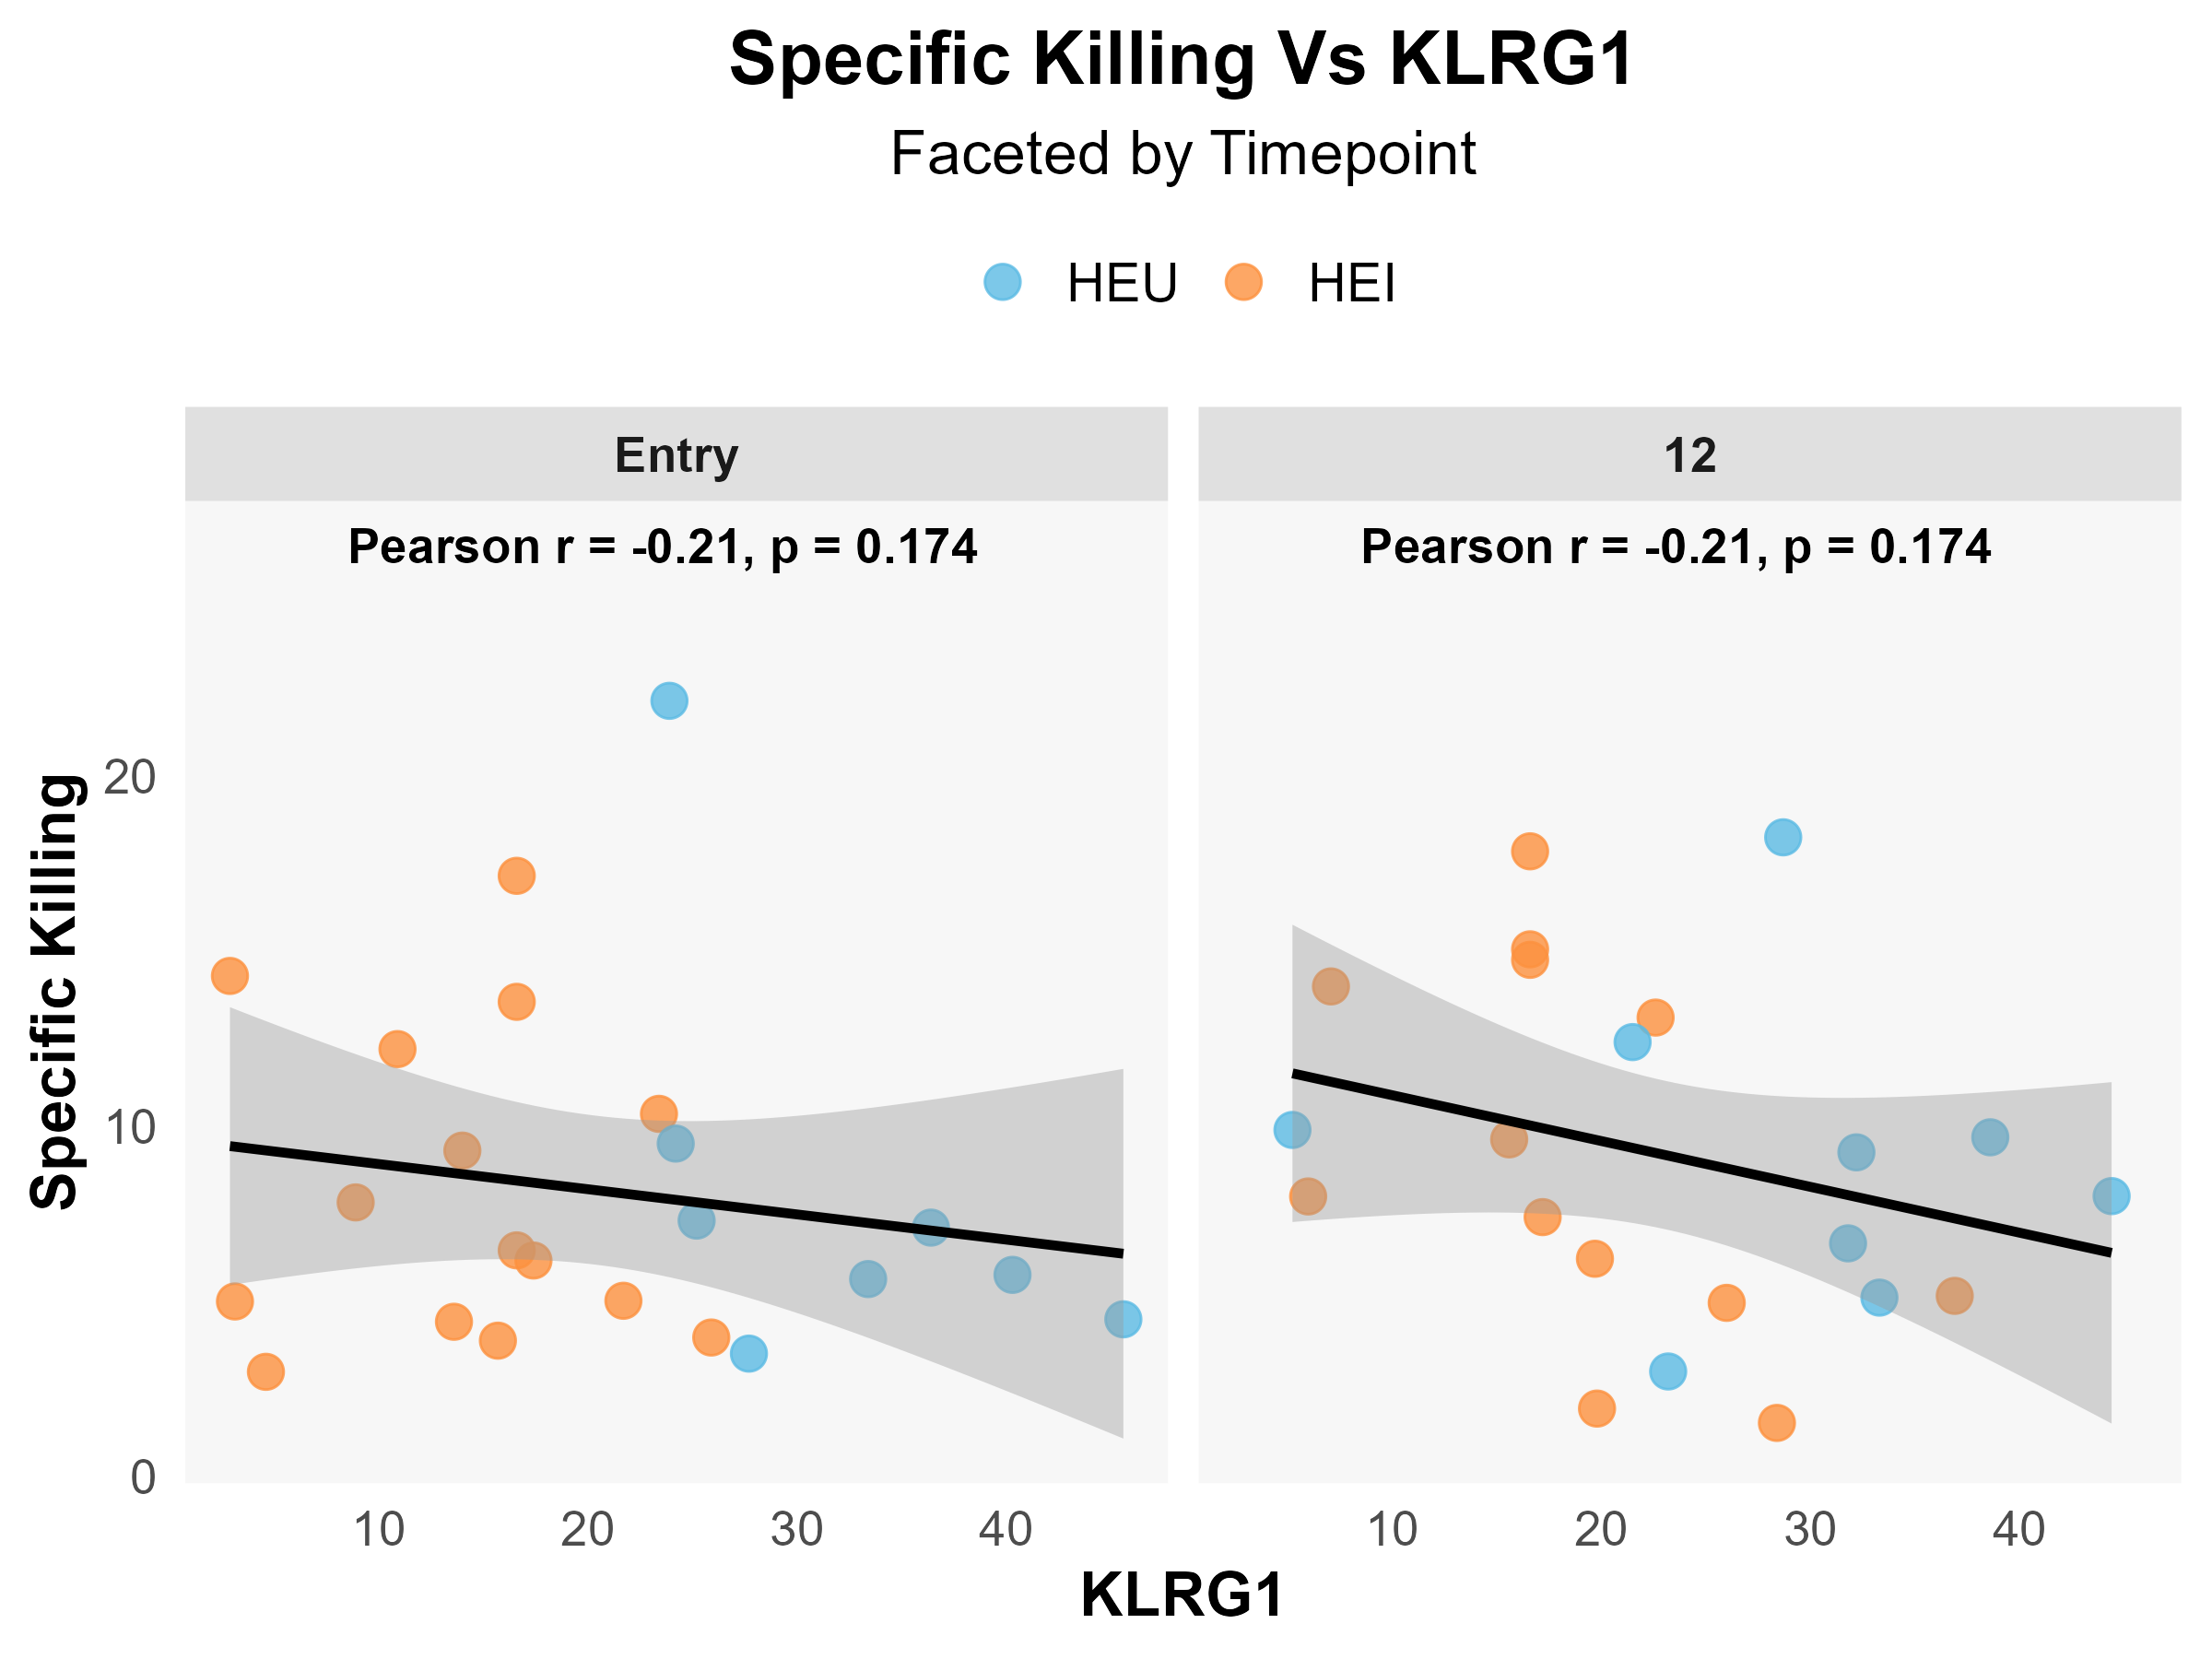 Specific Killing Vs KLRG1
Faceted by Timepoint
HEU HEI
Entry 12
Pearson r = -0.21, p = 0.174 Pearson r = -0.21, p = 0.174
Specific Killing
20
10
0
10 20 30 40 10 20 30 40
KLRG1